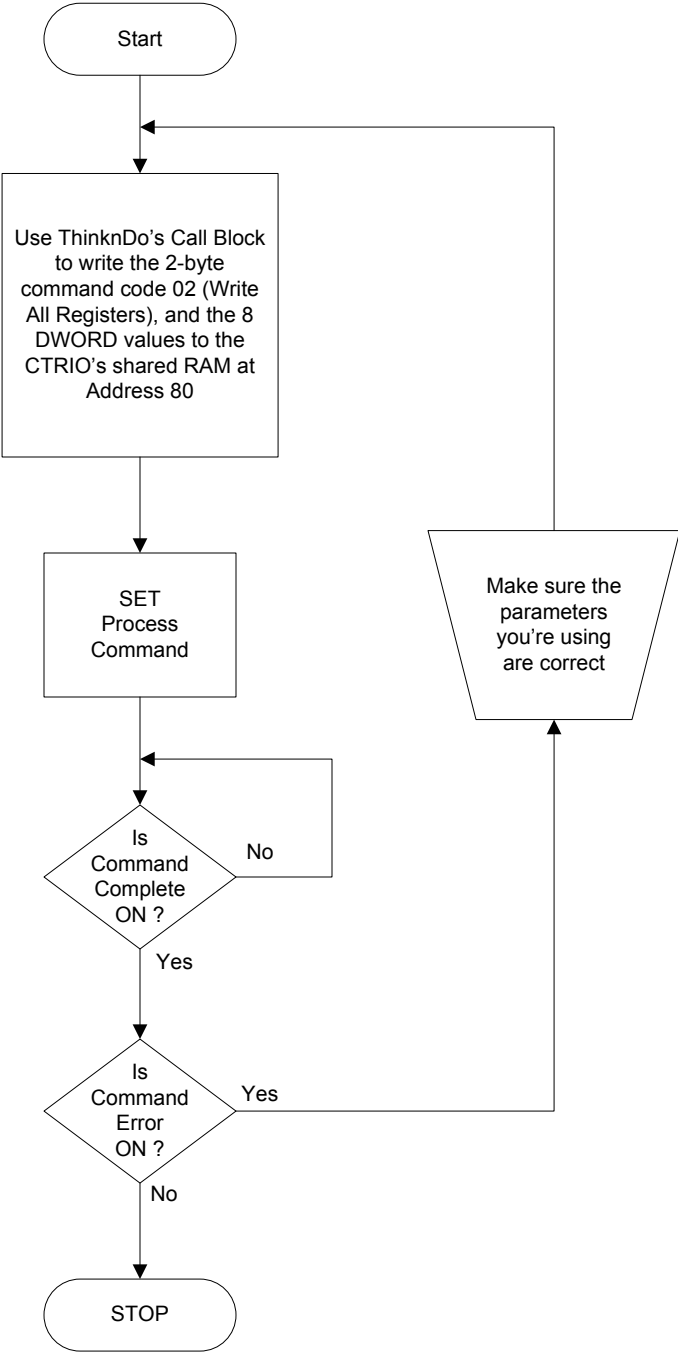 Start
Use ThinknDo's Call Block
to write the 2-byte
command code 02 (Write
All Registers), and the 8
DWORD values to the
CTRIO's shared RAM at
Address 80
SET
Process
Command
Make sure the
parameters
you're using
are correct
Is
Command
Complete
ON ?
No
Yes
Is
Command
Error
ON ?
Yes
No
STOP